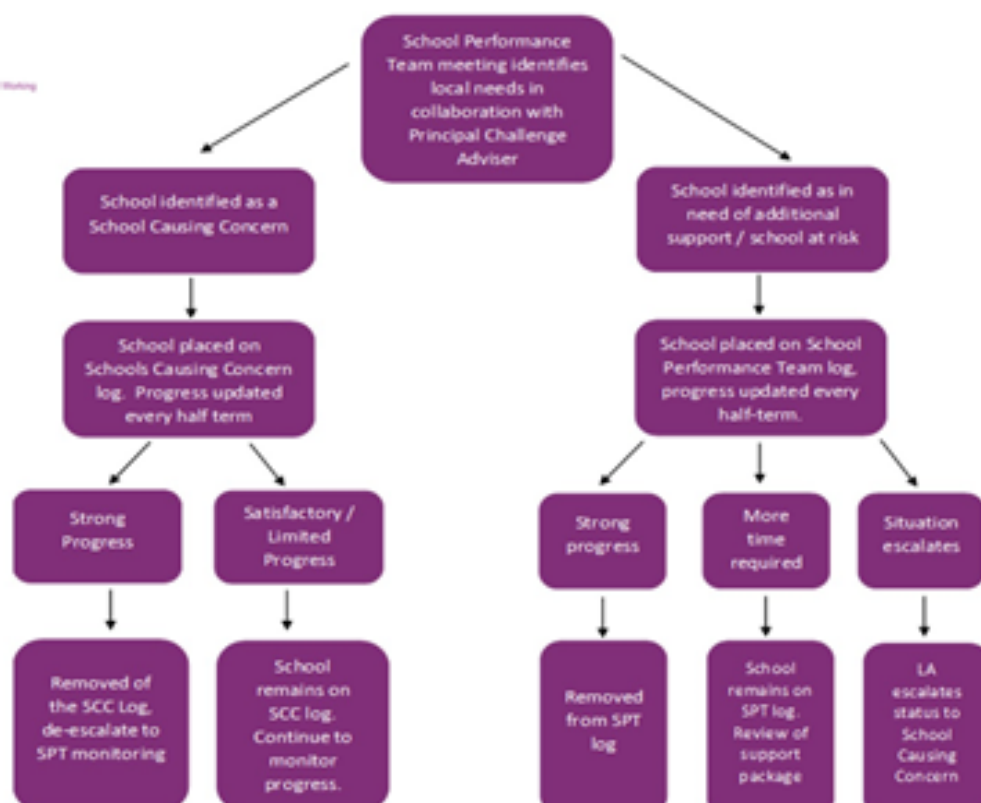 Working
School Performance
Team meeting identifies
local needs in
collaboration with
Principal Challenge
Adviser
School identified as a
School Causing Concern
School identified as in
need of additional
support / school at risk
School placed on
Schools Causing Concern
log. Progress updated
every half term
School placed on School
Performance Team log,
progress updated every
half-term.
Strong
Progress
Satisfactory /
Limited
Progress
Strong
progress
More
time
required
Situation
escalates
Removed of
the SCC Log,
de-escalate to
SPT monitoring
School
remains on
SCC log.
Continue to
monitor
progress.
Removed
from SPT
log
School
remains on
SPT log.
Review of
support
package
LA
escalates
status to
School
Causing
Concern